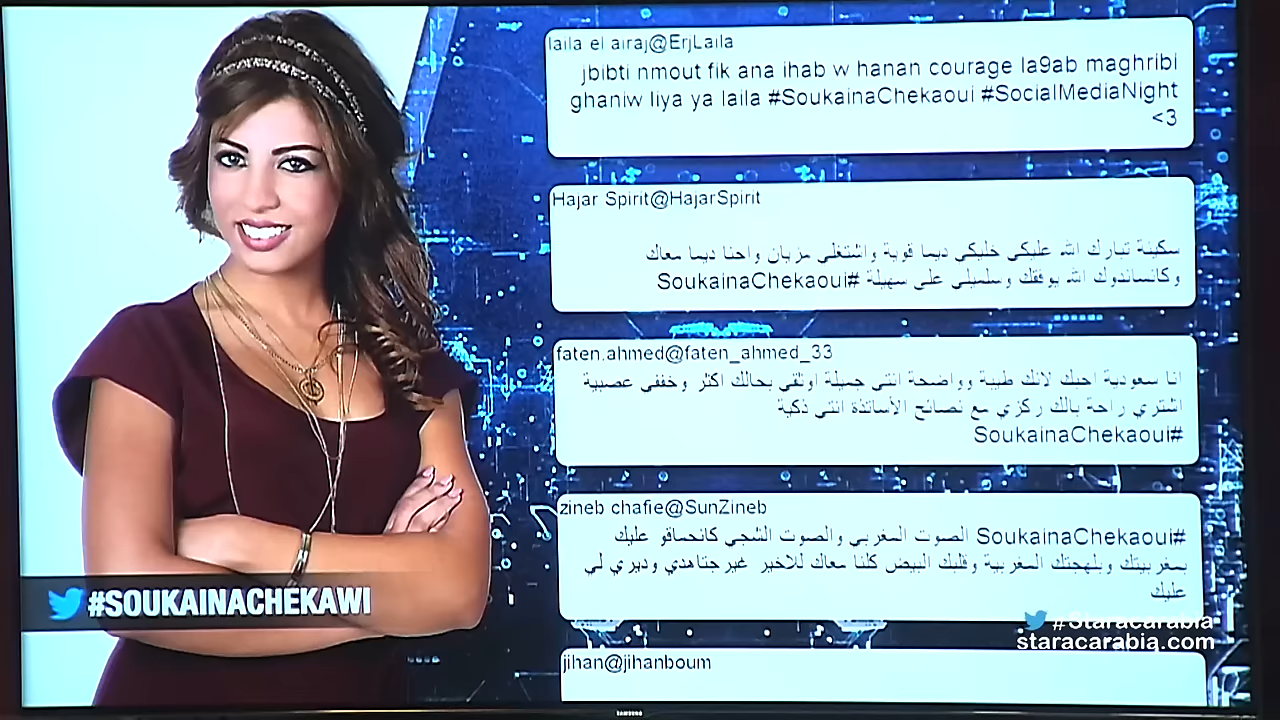 laila el airaj@ErjLaila
jbibti nmout fik ana ihab w hanan courage la9ab maghribi
ghaniw liya ya laila #SoukainaChekaoui #SocialMediaNight
<3
Hajar Spirit@HajarSpirit
سكينة تبارك الله عليكي خليكي ديما قوية واشتغلي مزيان واحنا ديما معاك
وكانساندوك الله يوفقك وسلميلي على سهيلة #SoukainaChekaoui
faten.ahmed@faten_ahmed_33
انا سعودية احبك لانك طيبة وواضحة انتي جميلة اوثقي بحالك اكثر وخففي عصبية
اشتري راحة بالك ركزي مع نصائح الأساتذة انتي ذكية
#SoukainaChekaoui
zineb chafie@SunZineb
#SoukainaChekaoui الصوت المغربي والصوت الشجي كانحماقو عليك
بمغربيتك وبلهجتك المغربية وقلبك البيض كلنا معاك للاخير غيرجتاهدي وديري لي
عليك
jihan@jihanboum
#SOUKAINACHEKAWI
#Staracarabia
staracarabia.com
SAMSUNG